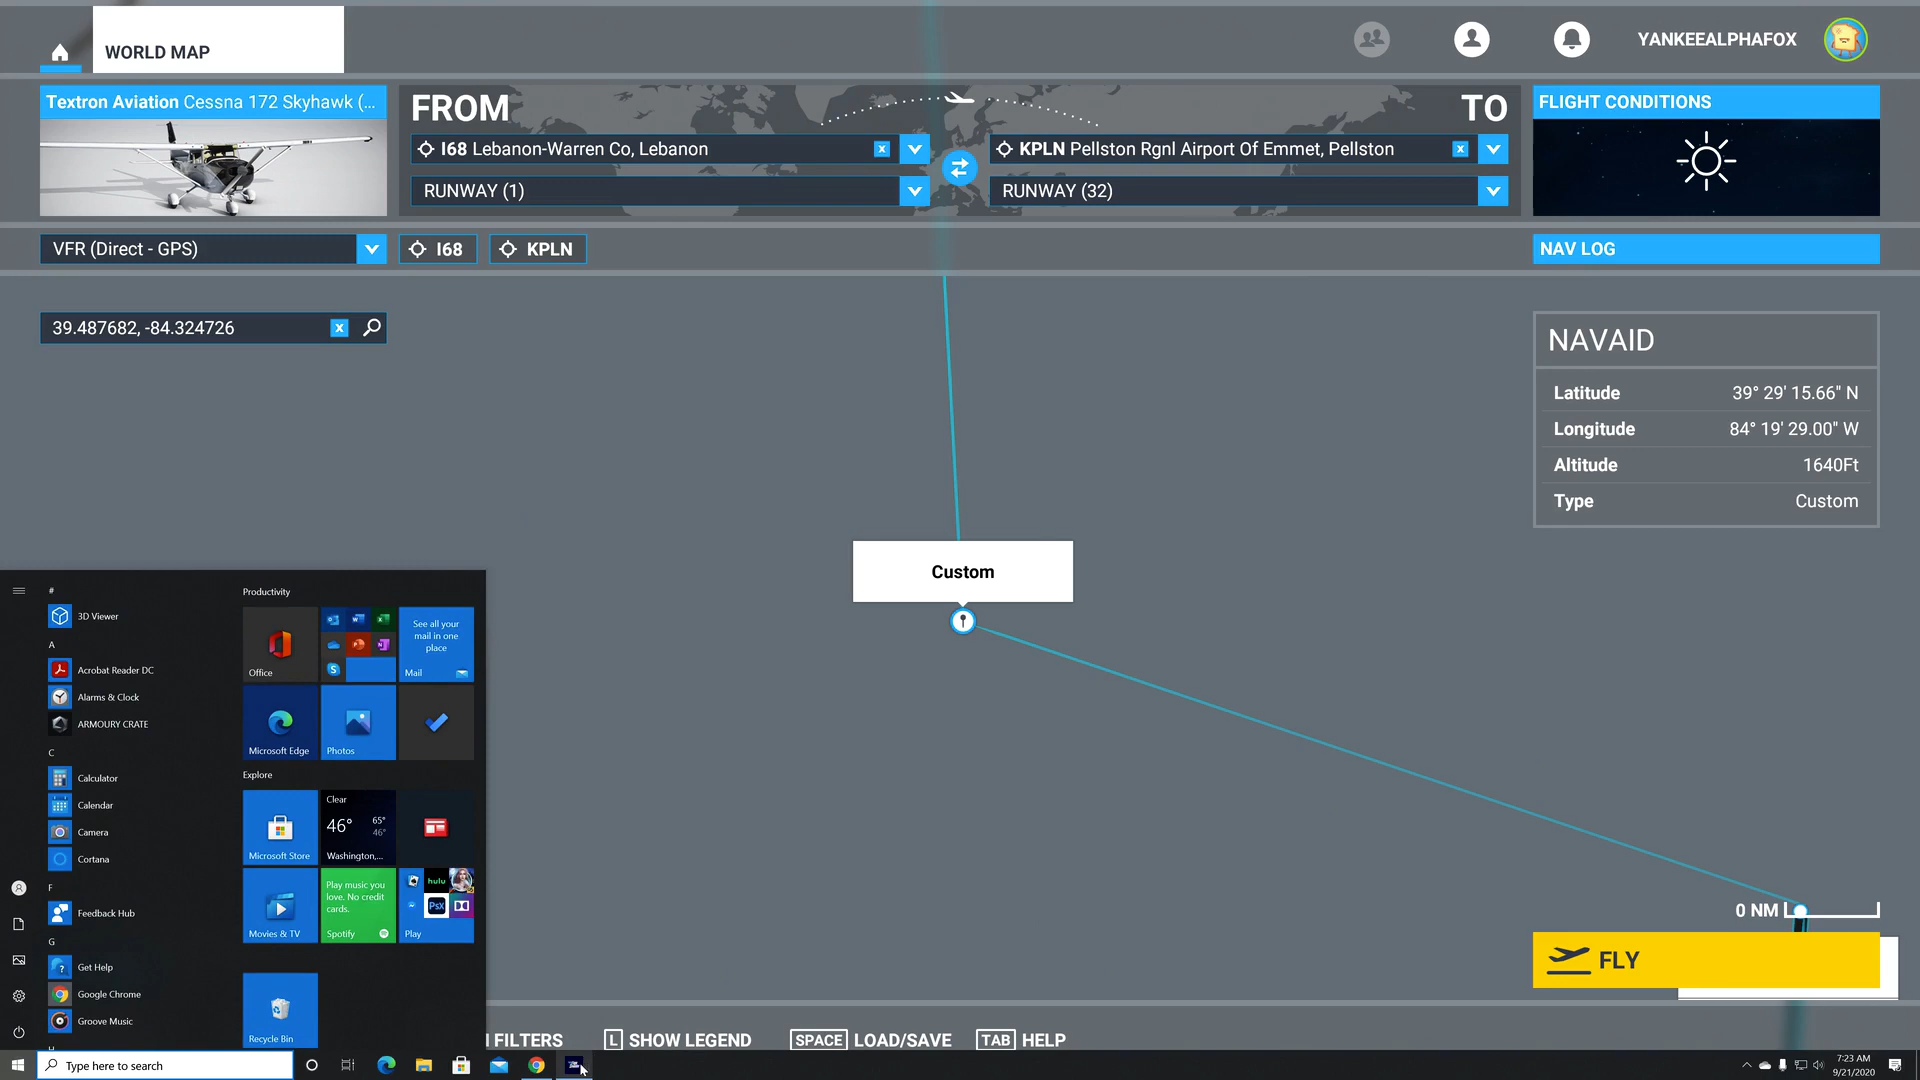 WORLD MAP
YANKEEALPHAFOX
Textron Aviation Cessna 172 Skyhawk (...
FROM
TO
I68 Lebanon-Warren Co, Lebanon
KPLN Pellston Rgnl Airport Of Emmet, Pellston
RUNWAY (1)
RUNWAY (32)
FLIGHT CONDITIONS
VFR (Direct - GPS)
I68
KPLN
NAV LOG
39.487682, -84.324726
NAVAID
Latitude 39° 29' 15.66" N
Longitude 84° 19' 29.00" W
Altitude 1640Ft
Type Custom
Custom
#
3D Viewer
A
Acrobat Reader DC
Alarms & Clock
ARMOURY CRATE
C
Calculator
Calendar
Camera
Cortana
F
Feedback Hub
G
Get Help
Google Chrome
Groove Music
Productivity
Office
See all your
mail in one
place
Mail
Microsoft Edge
Photos
Explore
Microsoft Store
Clear
46° 65°
46°
Washington,...
Movies & TV
Play music you
love. No credit
cards.
Spotify
hulu
PsX
Play
Recycle Bin
0 NM
FLY
FILTERS
L SHOW LEGEND
SPACE LOAD/SAVE
TAB HELP
Type here to search
7:23 AM
9/21/2020